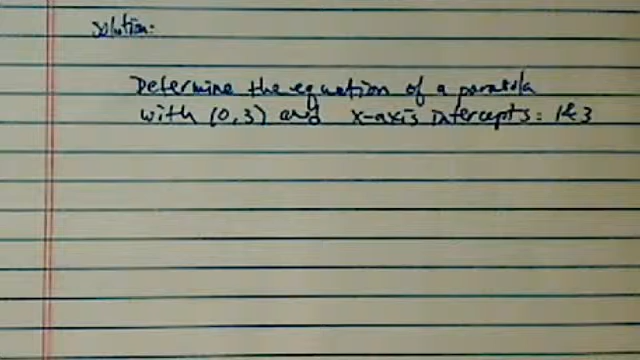 Solution:
Determine the equation of a parabola
with (0,3) and x-axis intercepts: 1&3